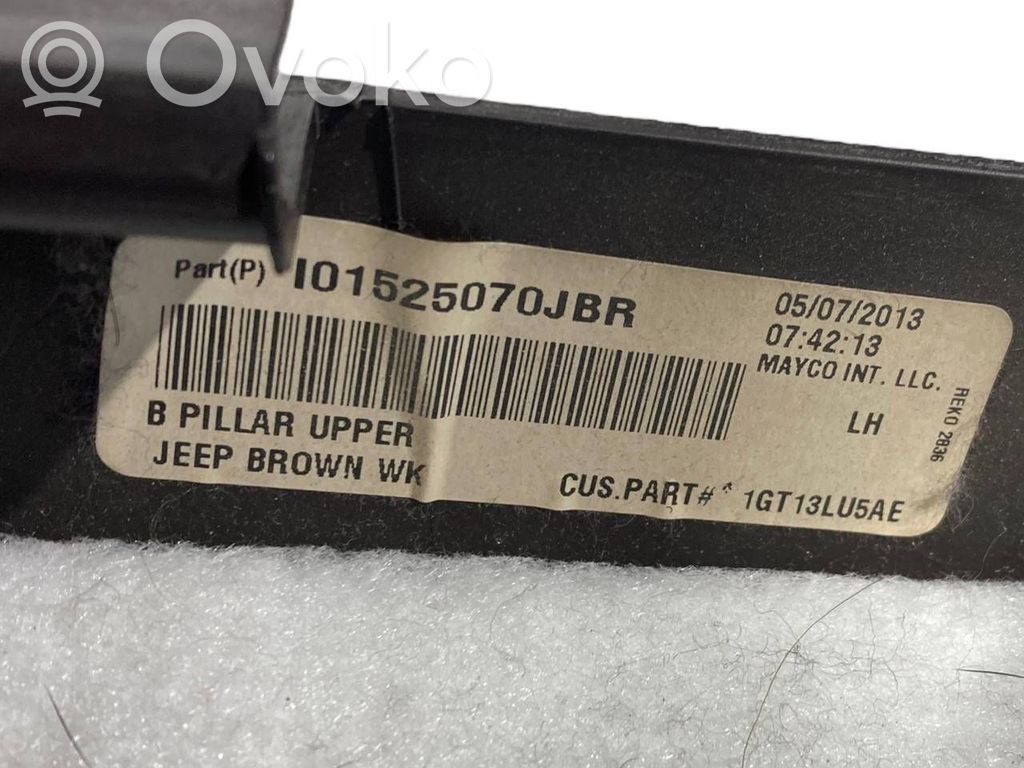 Ovoko
Part(P) I01525070JBR
05/07/2013
07:42:13
MAYCO INT. LLC.
LH
REKO 2836
B PILLAR UPPER
JEEP BROWN WK
CUS.PART# * 1GT13LU5AE